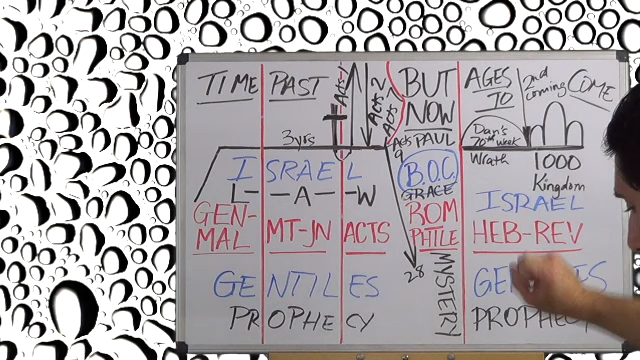 TIME PAST
BUT NOW
AGES TO COME
Acts-1
Acts 2
Acts 7
2nd coming
3yrs
Acts 9
PAUL
Dan's 70th week
Wrath
1000
Kingdom
ISRAEL
B.O.C.
GRACE
ISRAEL
L-A-W
GEN-MAL
MT-JN
ACTS
ROM
PHILE
HEB-REV
28
MYSTERY
GENTILES
PROPHECY
PROPHECY